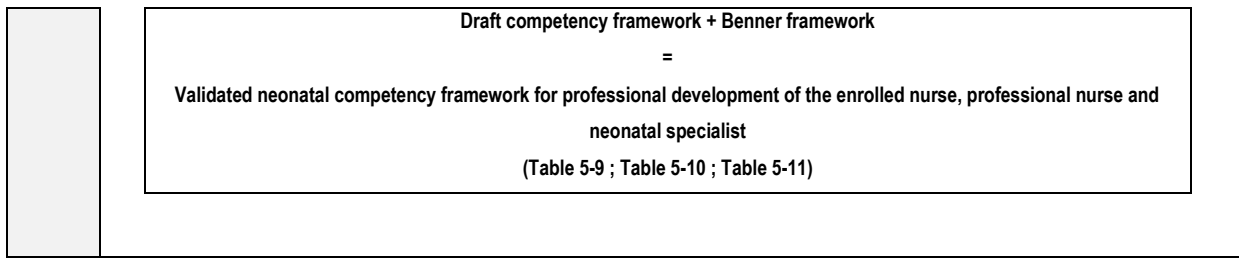 Draft competency framework + Benner framework
=
Validated neonatal competency framework for professional development of the enrolled nurse, professional nurse and
neonatal specialist
(Table 5-9 ; Table 5-10 ; Table 5-11)